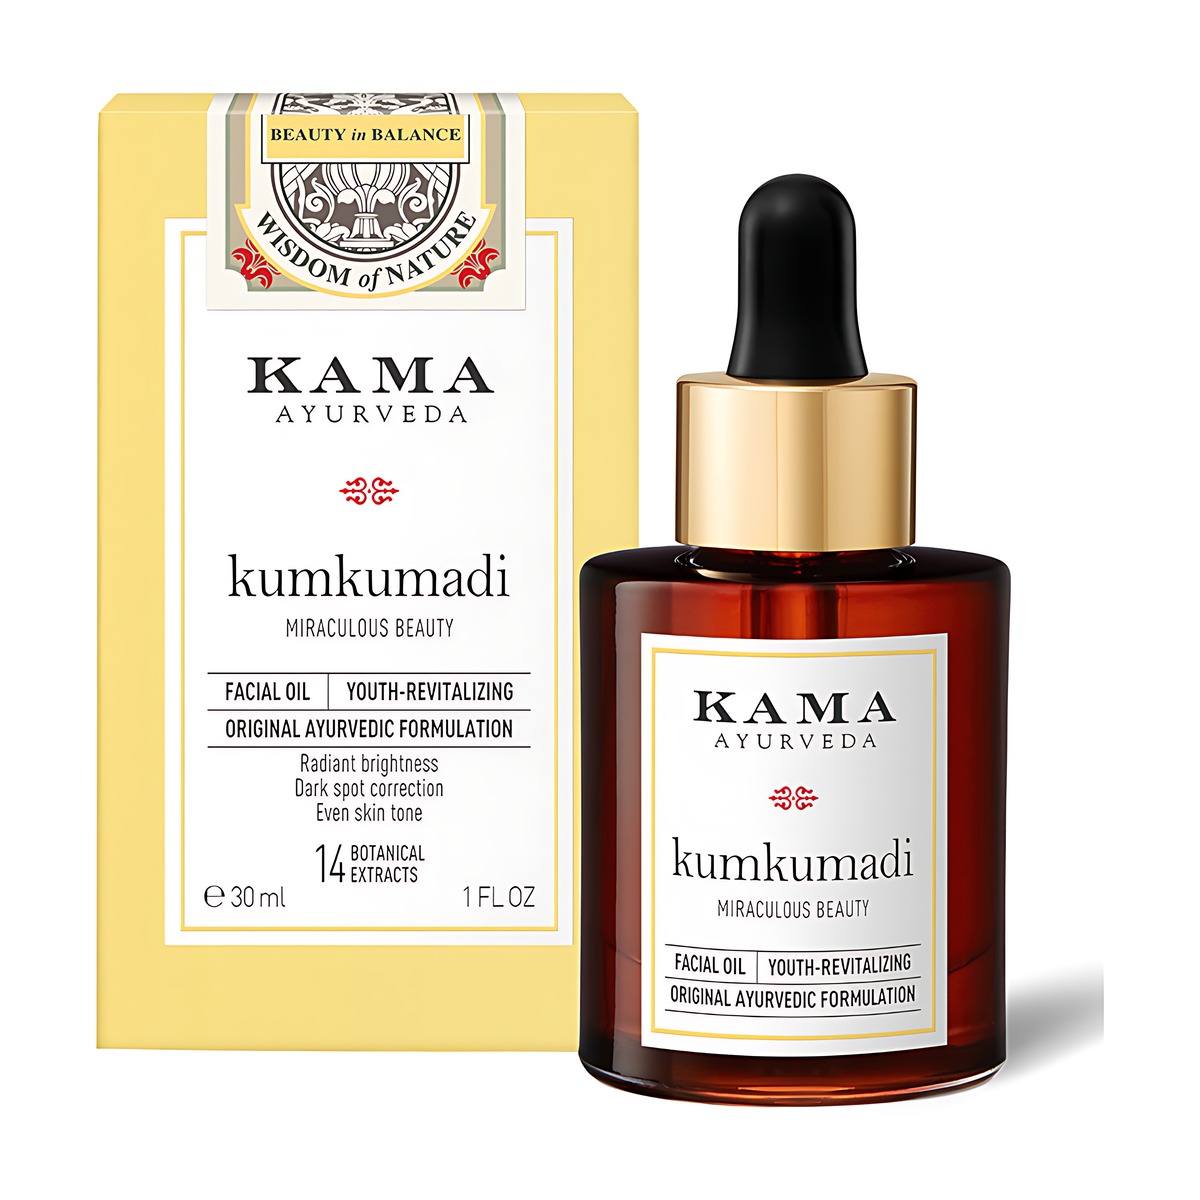 BEAUTY in BALANCE
WISDOM of NATURE
KAMA
AYURVEDA
kumkumadi
MIRACULOUS BEAUTY
FACIAL OIL YOUTH-REVITALIZING
ORIGINAL AYURVEDIC FORMULATION
Radiant brightness
Dark spot correction
Even skin tone
14 BOTANICAL
EXTRACTS
℮ 30 ml 1 FL OZ
KAMA
AYURVEDA
kumkumadi
MIRACULOUS BEAUTY
FACIAL OIL YOUTH-REVITALIZING
ORIGINAL AYURVEDIC FORMULATION